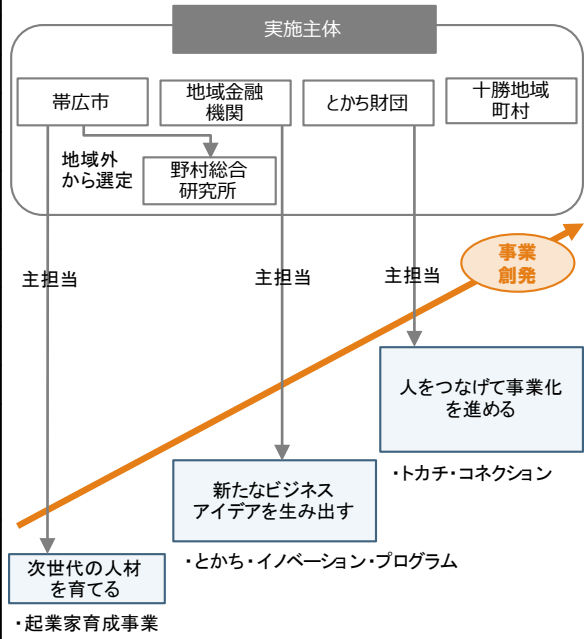 実施主体
帯広市
地域金融
機関
とかち財団
十勝地域
町村
地域外
から選定
野村総合
研究所
主担当
主担当
主担当
事業
創発
人をつなげて事業化
を進める
・トカチ・コネクション
新たなビジネス
アイデアを生み出す
・とかち・イノベーション・プログラム
次世代の人材
を育てる
・起業家育成事業